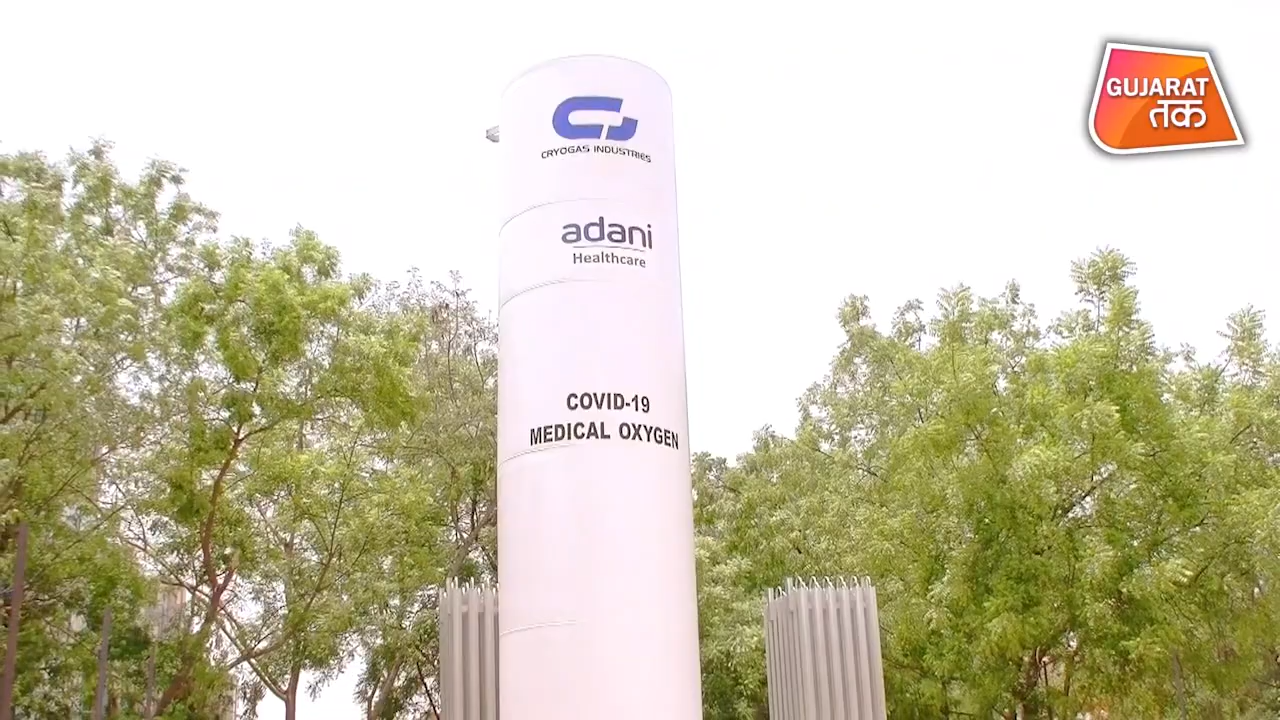 CRYOGAS INDUSTRIES
adani
Healthcare
COVID-19
MEDICAL OXYGEN
GUJARAT
तक